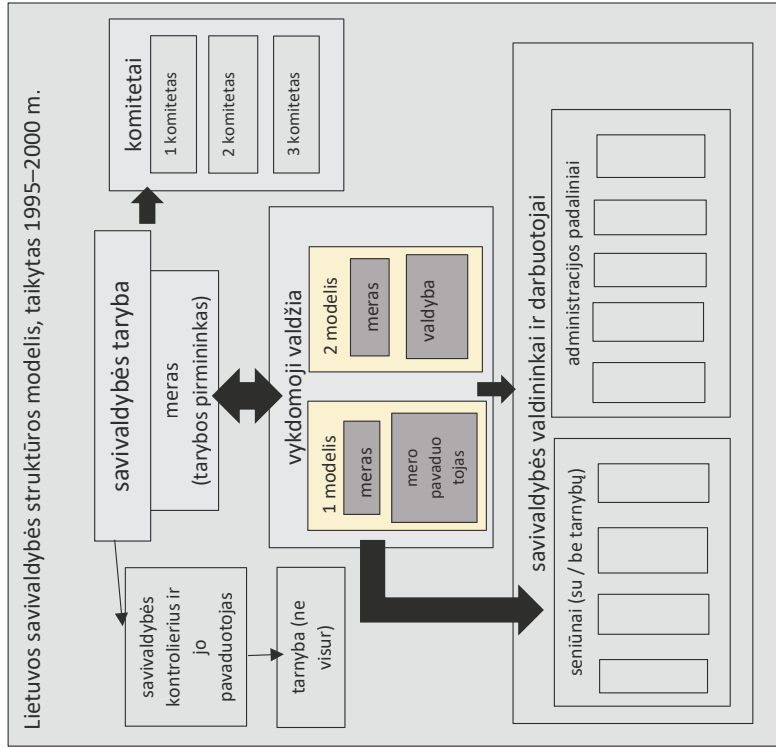 Lietuvos savivaldybės struktūros modelis, taikytas 1995–2000 m.
savivaldybės taryba
meras
(tarybos pirmininkas)
komitetai
1 komitetas
2 komitetas
3 komitetas
savivaldybės
kontrolierius ir
jo
pavaduotojas
tarnyba (ne
visur)
vykdomoji valdžia
1 modelis
meras
mero
pavaduo
tojas
2 modelis
meras
valdyba
savivaldybės valdininkai ir darbuotojai
seniūnai (su / be tarnybų)
administracijos padaliniai